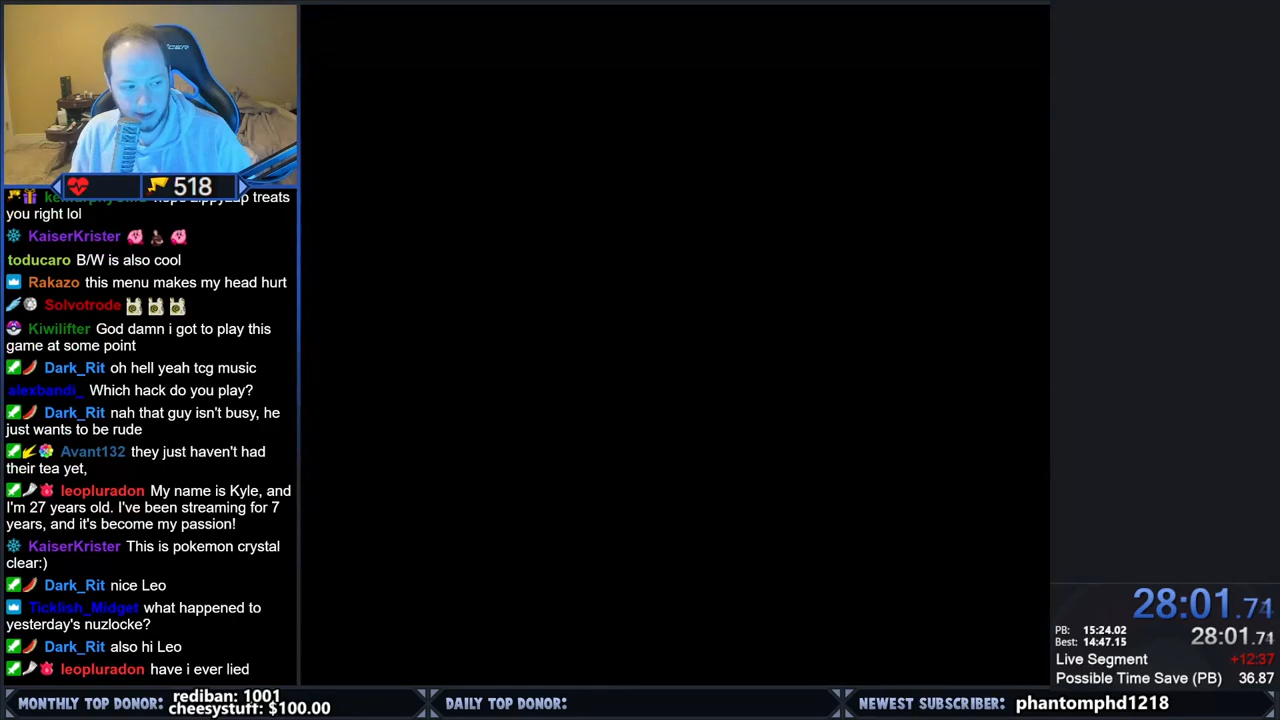 518
treats
you right lol
KaiserKrister
toducaro B/W is also cool
Rakazo this menu makes my head hurt
Solvotrode
Kiwilifter God damn i got to play this
game at some point
Dark_Rit oh hell yeah tcg music
alexbandi_ Which hack do you play?
Dark_Rit nah that guy isn't busy, he
just wants to be rude
Avant132 they just haven't had
their tea yet,
leopluradon My name is Kyle, and
I'm 27 years old. I've been streaming for 7
years, and it's become my passion!
KaiserKrister This is pokemon crystal
clear:)
Dark_Rit nice Leo
Ticklish_Midget what happened to
yesterday's nuzlocke?
Dark_Rit also hi Leo
leopluradon have i ever lied
28:01.74
PB: 15:24.02
Best: 14:47.15
28:01.74
Live Segment +12:37
Possible Time Save (PB) 36.87
MONTHLY TOP DONOR: rediban: 1001
cheesystuff: $100.00
DAILY TOP DONOR:
NEWEST SUBSCRIBER: phantomphd1218